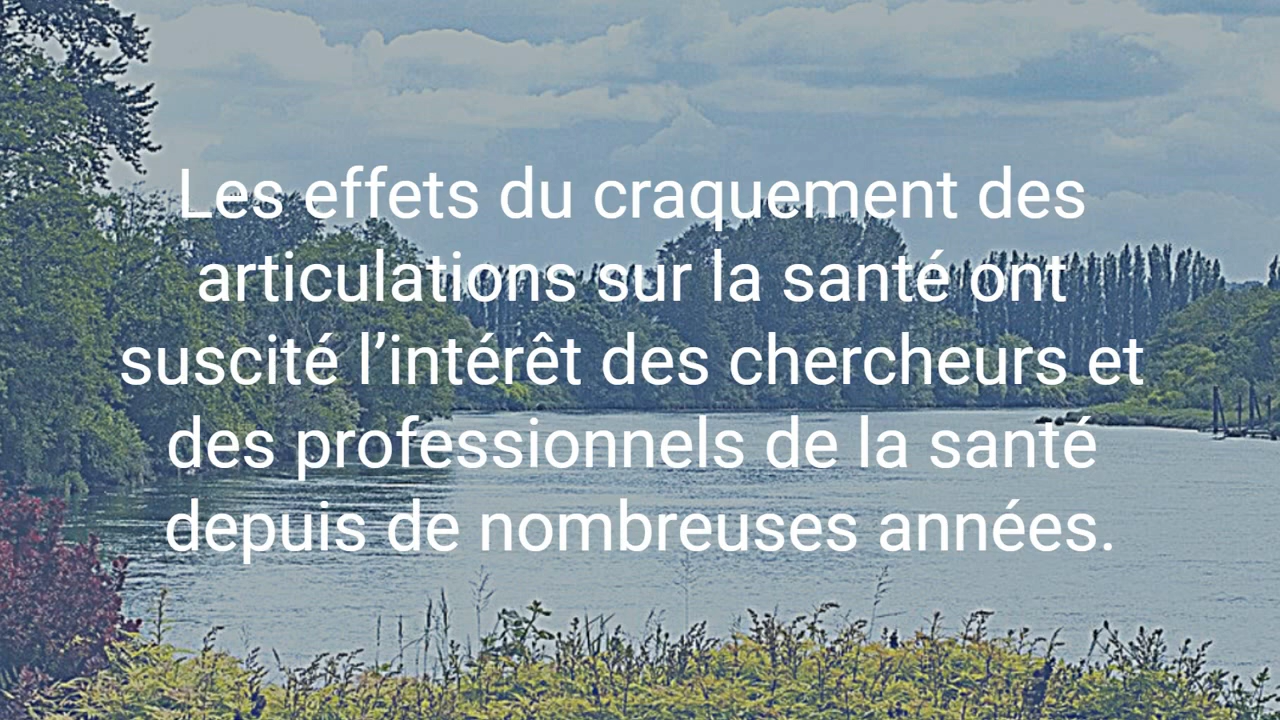 Les effets du craquement des
articulations sur la santé ont
suscité l’intérêt des chercheurs et
des professionnels de la santé
depuis de nombreuses années.